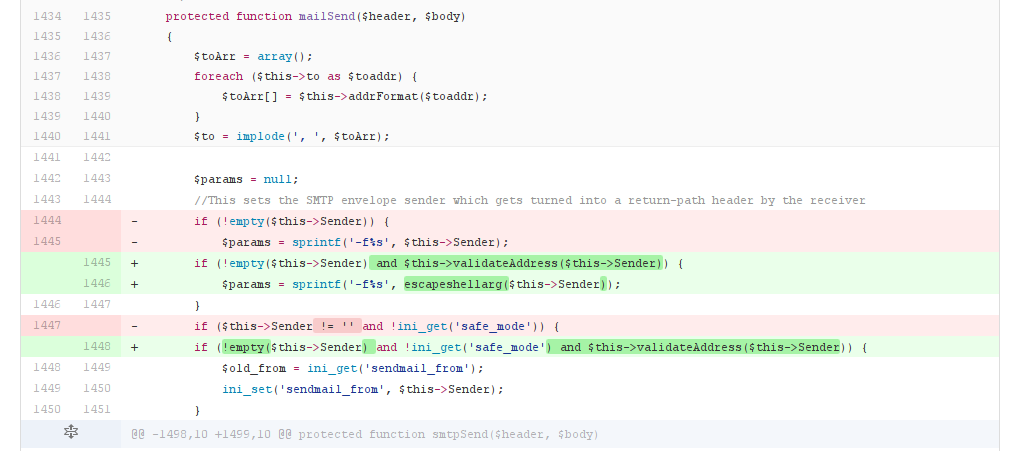 1434 1435 protected function mailSend($header, $body)
1435 1436 {
1436 1437 $toArr = array();
1437 1438 foreach ($this->to as $toaddr) {
1438 1439 $toArr[] = $this->addrFormat($toaddr);
1439 1440 }
1440 1441 $to = implode(', ', $toArr);
1441 1442
1442 1443 $params = null;
1443 1444 //This sets the SMTP envelope sender which gets turned into a return-path header by the receiver
1444 - if (!empty($this->Sender)) {
1445 - $params = sprintf('-f%s', $this->Sender);
1445 + if (!empty($this->Sender) and $this->validateAddress($this->Sender)) {
1446 + $params = sprintf('-f%s', escapeshellarg($this->Sender));
1446 1447 }
1447 - if ($this->Sender != '' and !ini_get('safe_mode')) {
1448 + if (!empty($this->Sender) and !ini_get('safe_mode') and $this->validateAddress($this->Sender)) {
1448 1449 $old_from = ini_get('sendmail_from');
1449 1450 ini_set('sendmail_from', $this->Sender);
1450 1451 }
@@ -1498,10 +1499,10 @@ protected function smtpSend($header, $body)